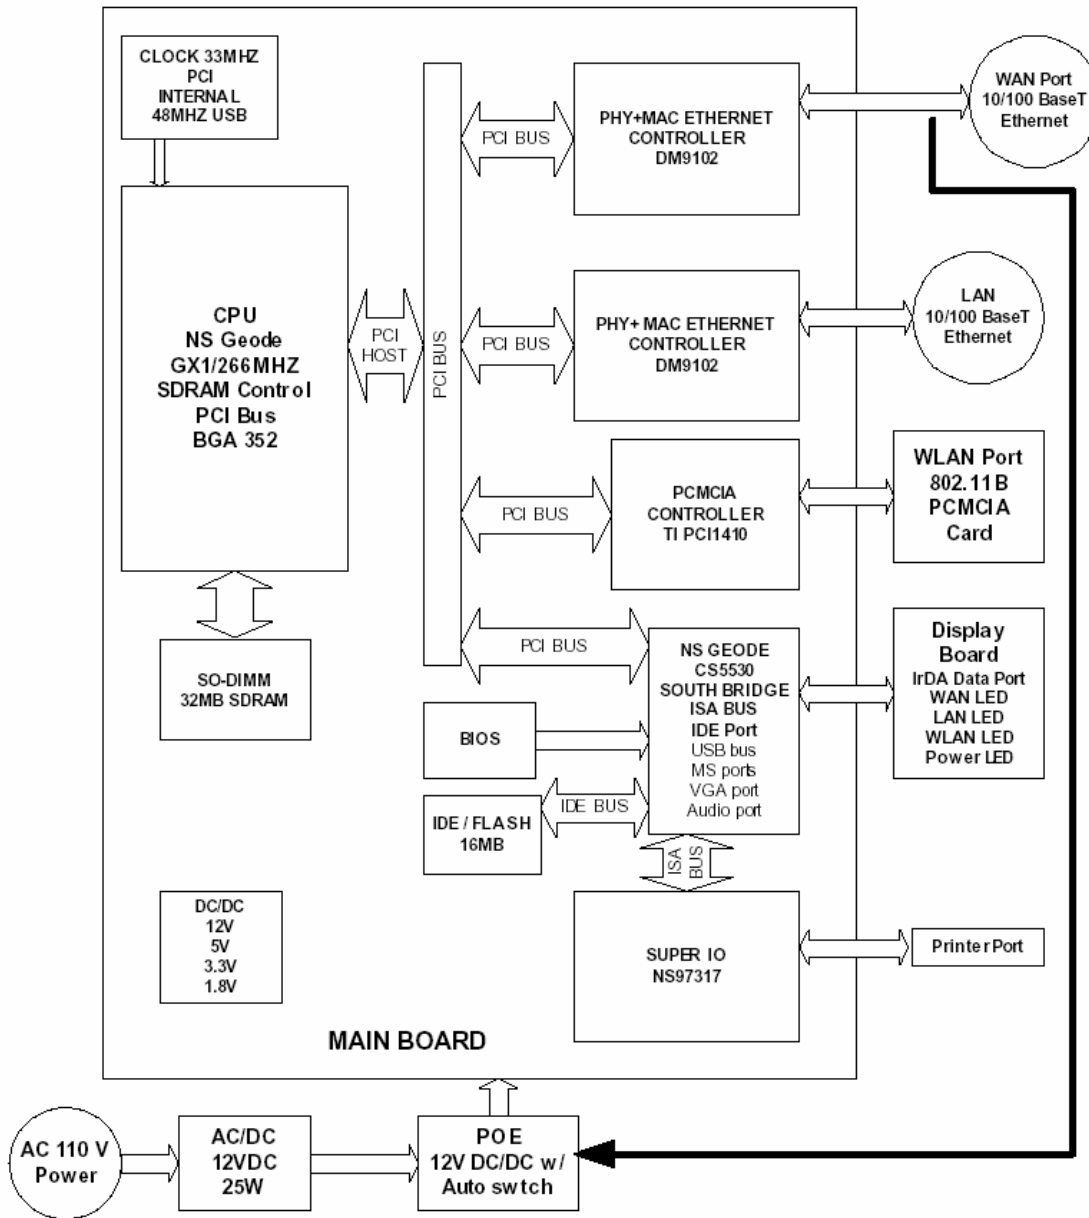 CLOCK 33MHZ
PCI
INTERNAL
48MHZ USB
CPU
NS Geode
GX1/266MHZ
SDRAM Control
PCI Bus
BGA 352
PCI
HOST
PCI BUS
SO-DIMM
32MB SDRAM
PCI BUS
PHY+MAC ETHERNET
CONTROLLER
DM9102
WAN Port
10/100 BaseT
Ethernet
PCI BUS
PHY+ MAC ETHERNET
CONTROLLER
DM9102
LAN
10/100 BaseT
Ethernet
PCI BUS
PCMCIA
CONTROLLER
TI PCI1410
WLAN Port
802.11B
PCMCIA
Card
PCI BUS
NS GEODE
CS5530
SOUTH BRIDGE
ISA BUS
IDE Port
USB bus
MS ports
VGA port
Audio port
Display
Board
IrDA Data Port
WAN LED
LAN LED
WLAN LED
Power LED
BIOS
IDE / FLASH
16MB
IDE BUS
ISA
BUS
DC/DC
12V
5V
3.3V
1.8V
SUPER IO
NS97317
PrinterPort
MAIN BOARD
AC 110 V
Power
AC/DC
12VDC
25W
POE
12V DC/DC w/
Auto swtch